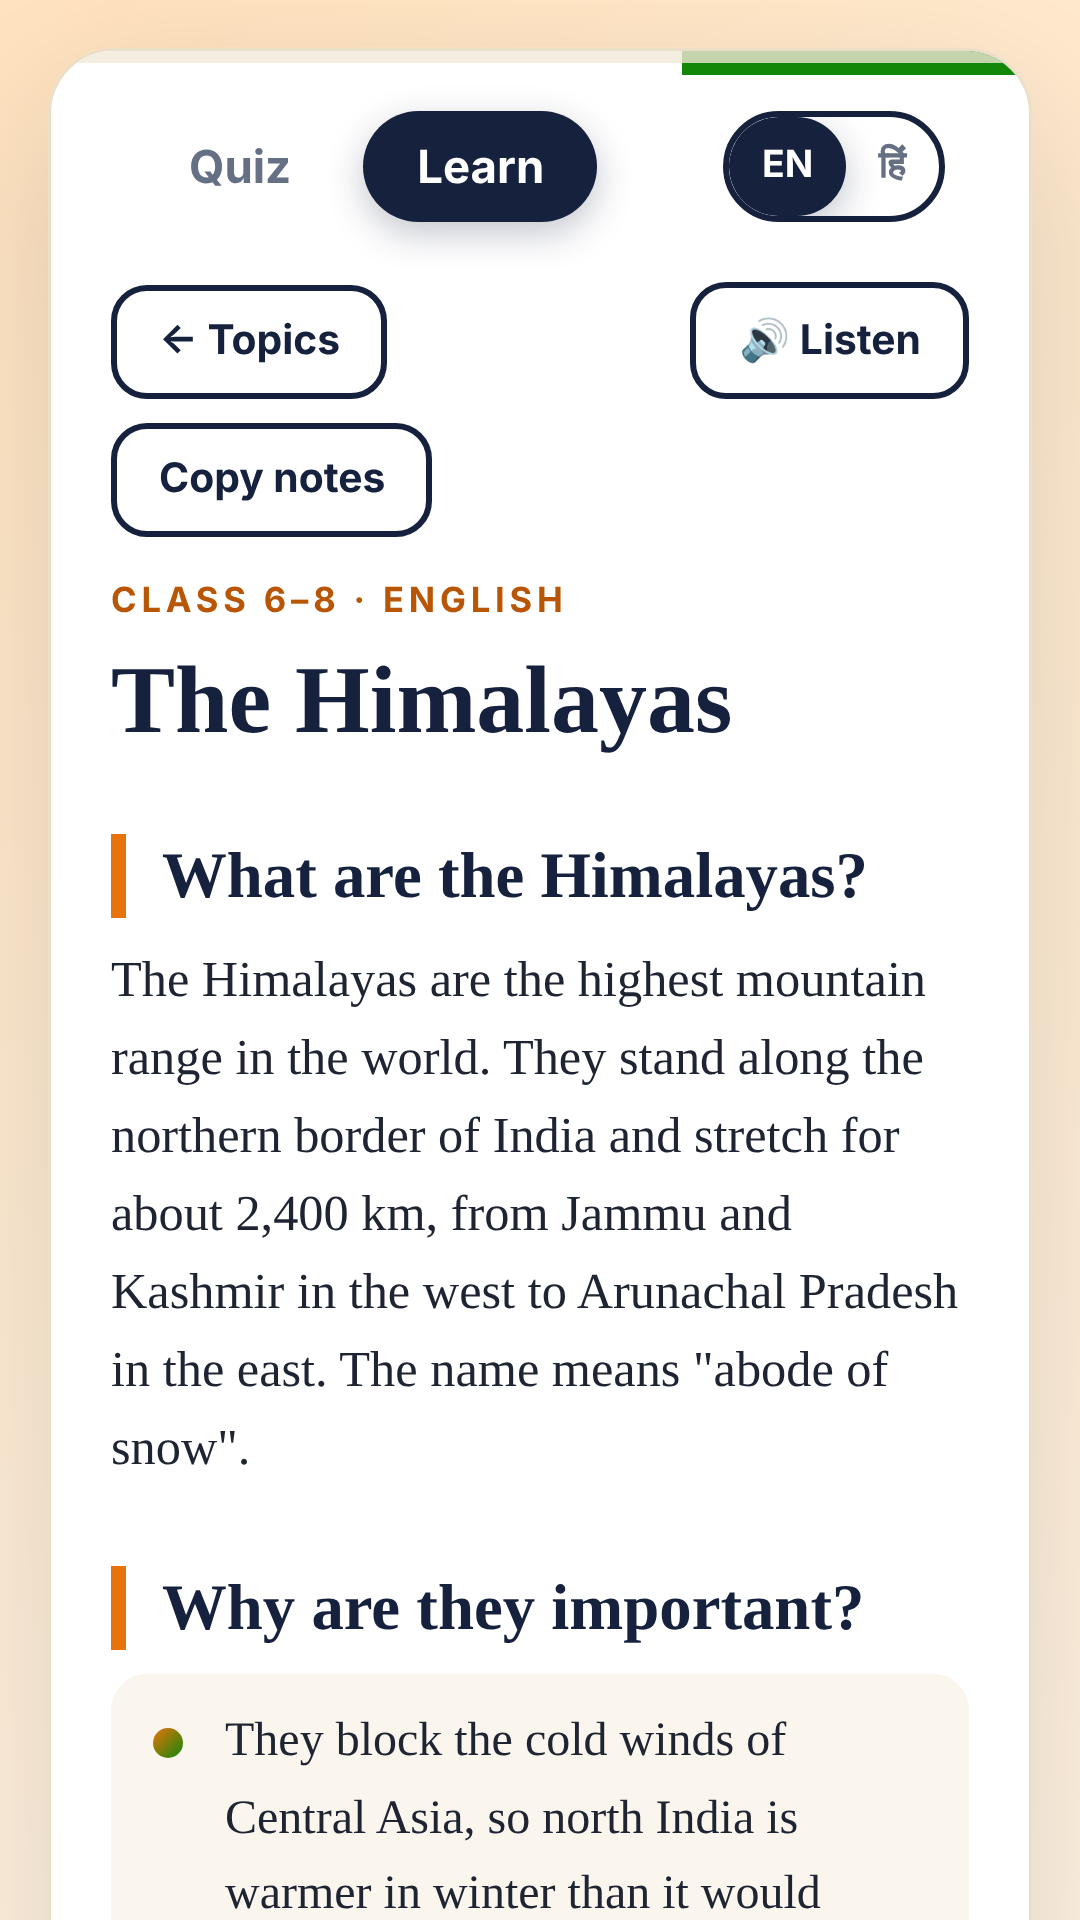 Quiz Learn EN हिं
← Topics 🔊 Listen
Copy notes
CLASS 6–8 · ENGLISH
The Himalayas
What are the Himalayas?
The Himalayas are the highest mountain
range in the world. They stand along the
northern border of India and stretch for
about 2,400 km, from Jammu and
Kashmir in the west to Arunachal Pradesh
in the east. The name means "abode of
snow".
Why are they important?
They block the cold winds of
Central Asia, so north India is
warmer in winter than it would